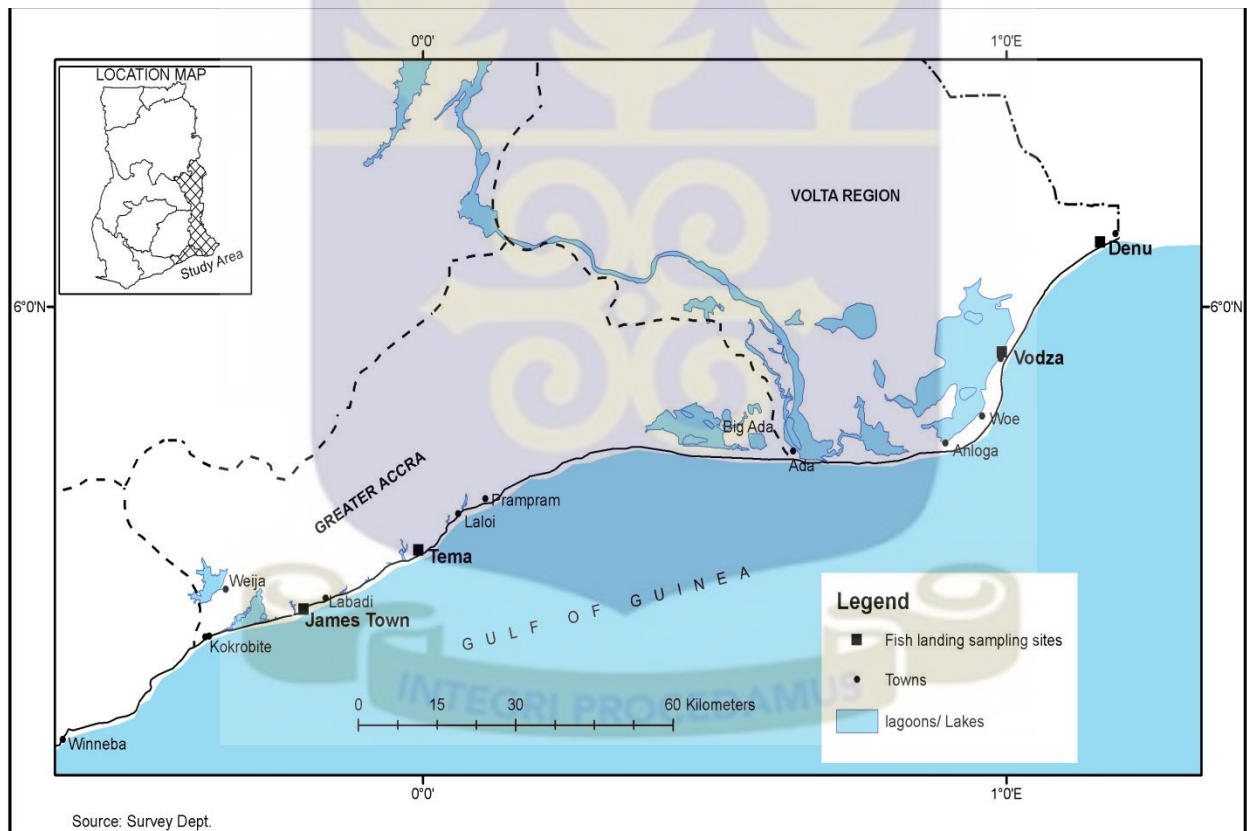 0°0'
1°0'E
LOCATION MAP
Study Area
VOLTA REGION
Denu
6°0'N
6°0'N
Vodza
Woe
Big Ada
Anloga
Ada
GREATER ACCRA
Prampram
Laloi
Tema
Weija
Labadi
James Town
Kokrobite
GULF OF GUINEA
INTEGRI PROCEDAMUS
Winneba
0 15 30 60 Kilometers
Legend
Fish landing sampling sites
Towns
lagoons/ Lakes
0°0'
1°0'E
Source: Survey Dept.